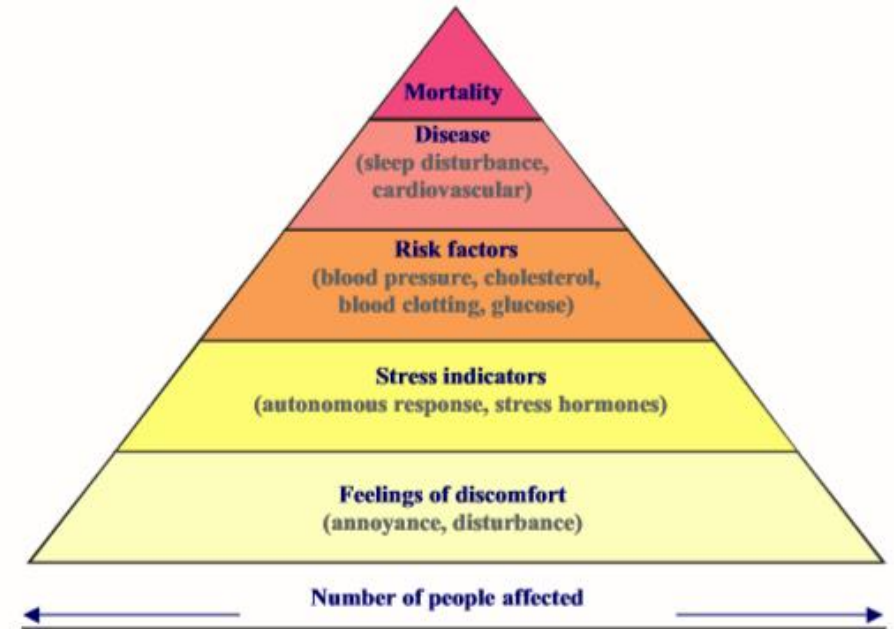 Mortality
Disease
(sleep disturbance,
cardiovascular)
Risk factors
(blood pressure, cholesterol,
blood clotting, glucose)
Stress indicators
(autonomous response, stress hormones)
Feelings of discomfort
(annoyance, disturbance)
Number of people affected